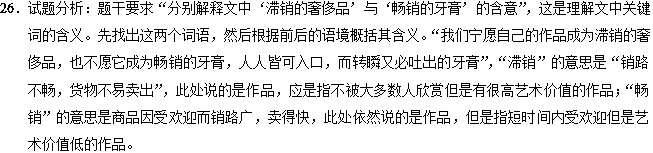 26．试题分析：题干要求“分别解释文中‘滞销的奢侈品’与‘畅销的牙膏’的含意”，这是理解文中关键
词的含义。先找出这两个词语，然后根据前后的语境概括其含义。“我们宁愿自己的作品成为滞销的奢
侈品，也不愿它成为畅销的牙膏，人人皆可入口，而转瞬又必吐出的牙膏”，“滞销”的意思是“销路
不畅，货物不易卖出”，此处说的是作品，应是指不被大多数人欣赏但是有很高艺术价值的作品；“畅
销”的意思是商品因受欢迎而销路广，卖得快，此处依然说的是作品，但是指短时间内受欢迎但是艺
术价值低的作品。